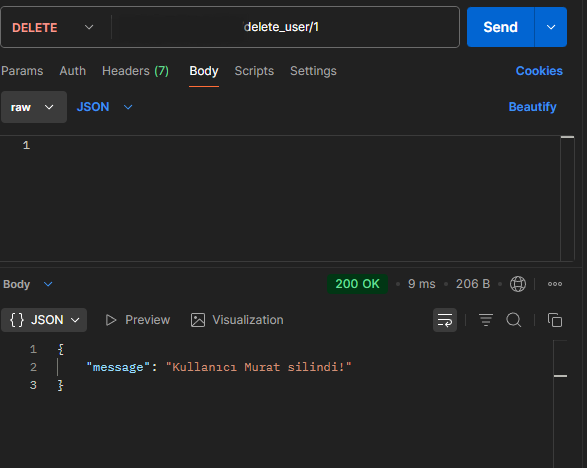 DELETE delete_user/1 Send
Params Auth Headers (7) Body Scripts Settings Cookies
raw JSON Beautify
1
Body 200 OK • 9 ms • 206 B •
{} JSON Preview Visualization
1 {
2 "message": "Kullanıcı Murat silindi!"
3 }